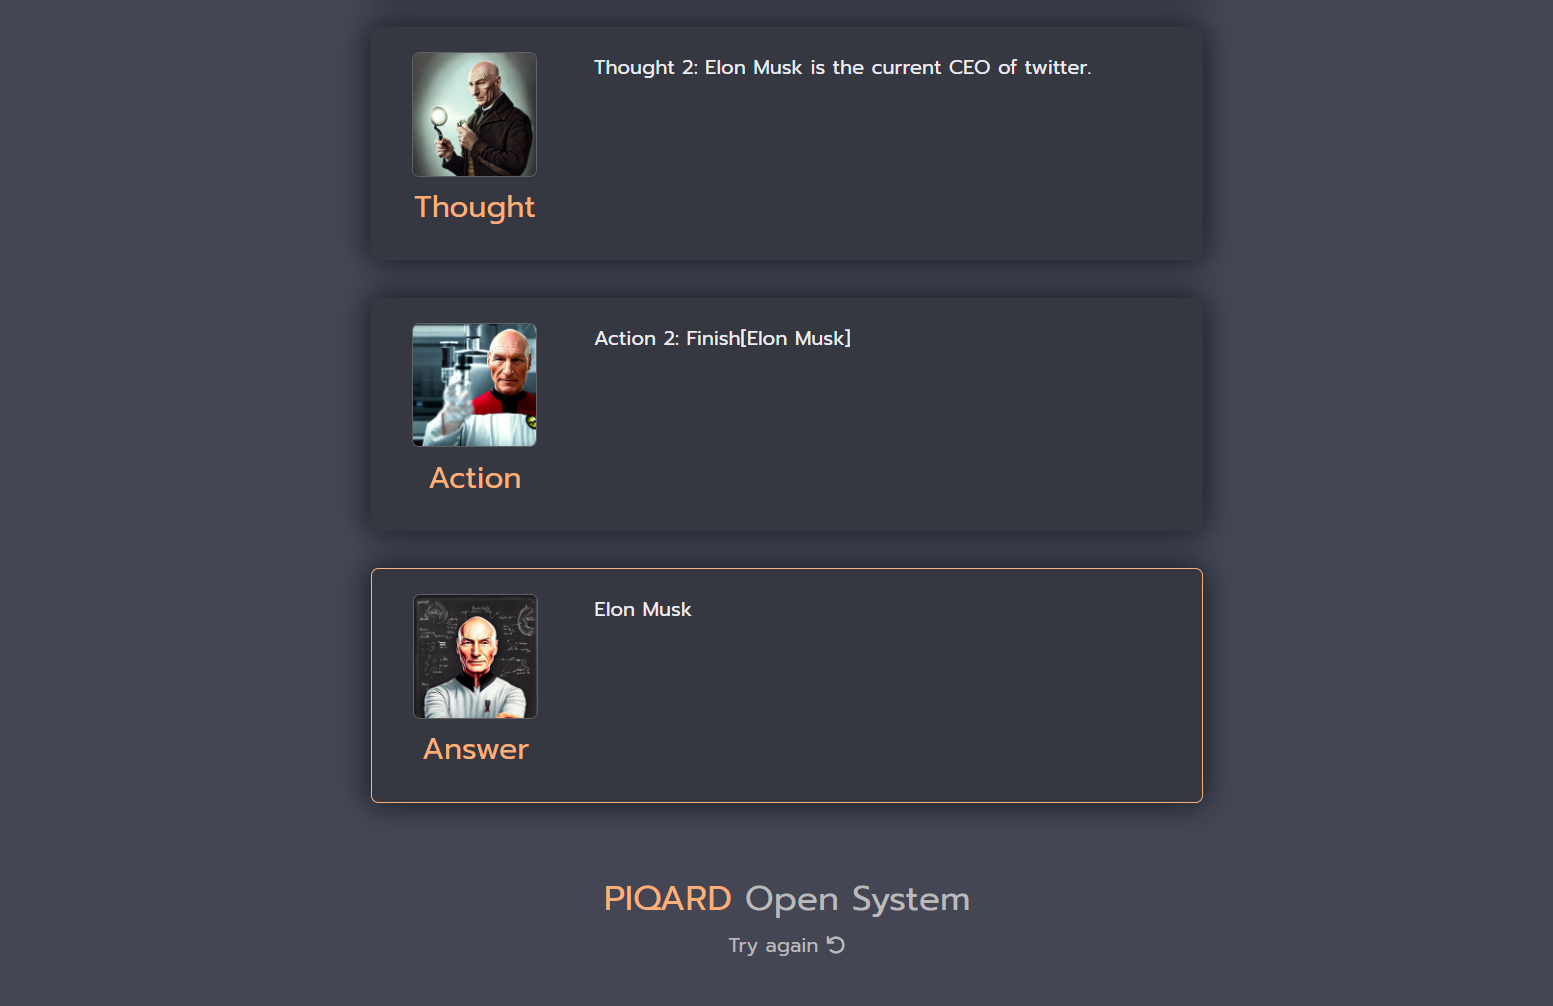 Thought 2: Elon Musk is the current CEO of twitter.
Thought
Action 2: Finish[Elon Musk]
Action
Elon Musk
Answer
PIQARD Open System
Try again